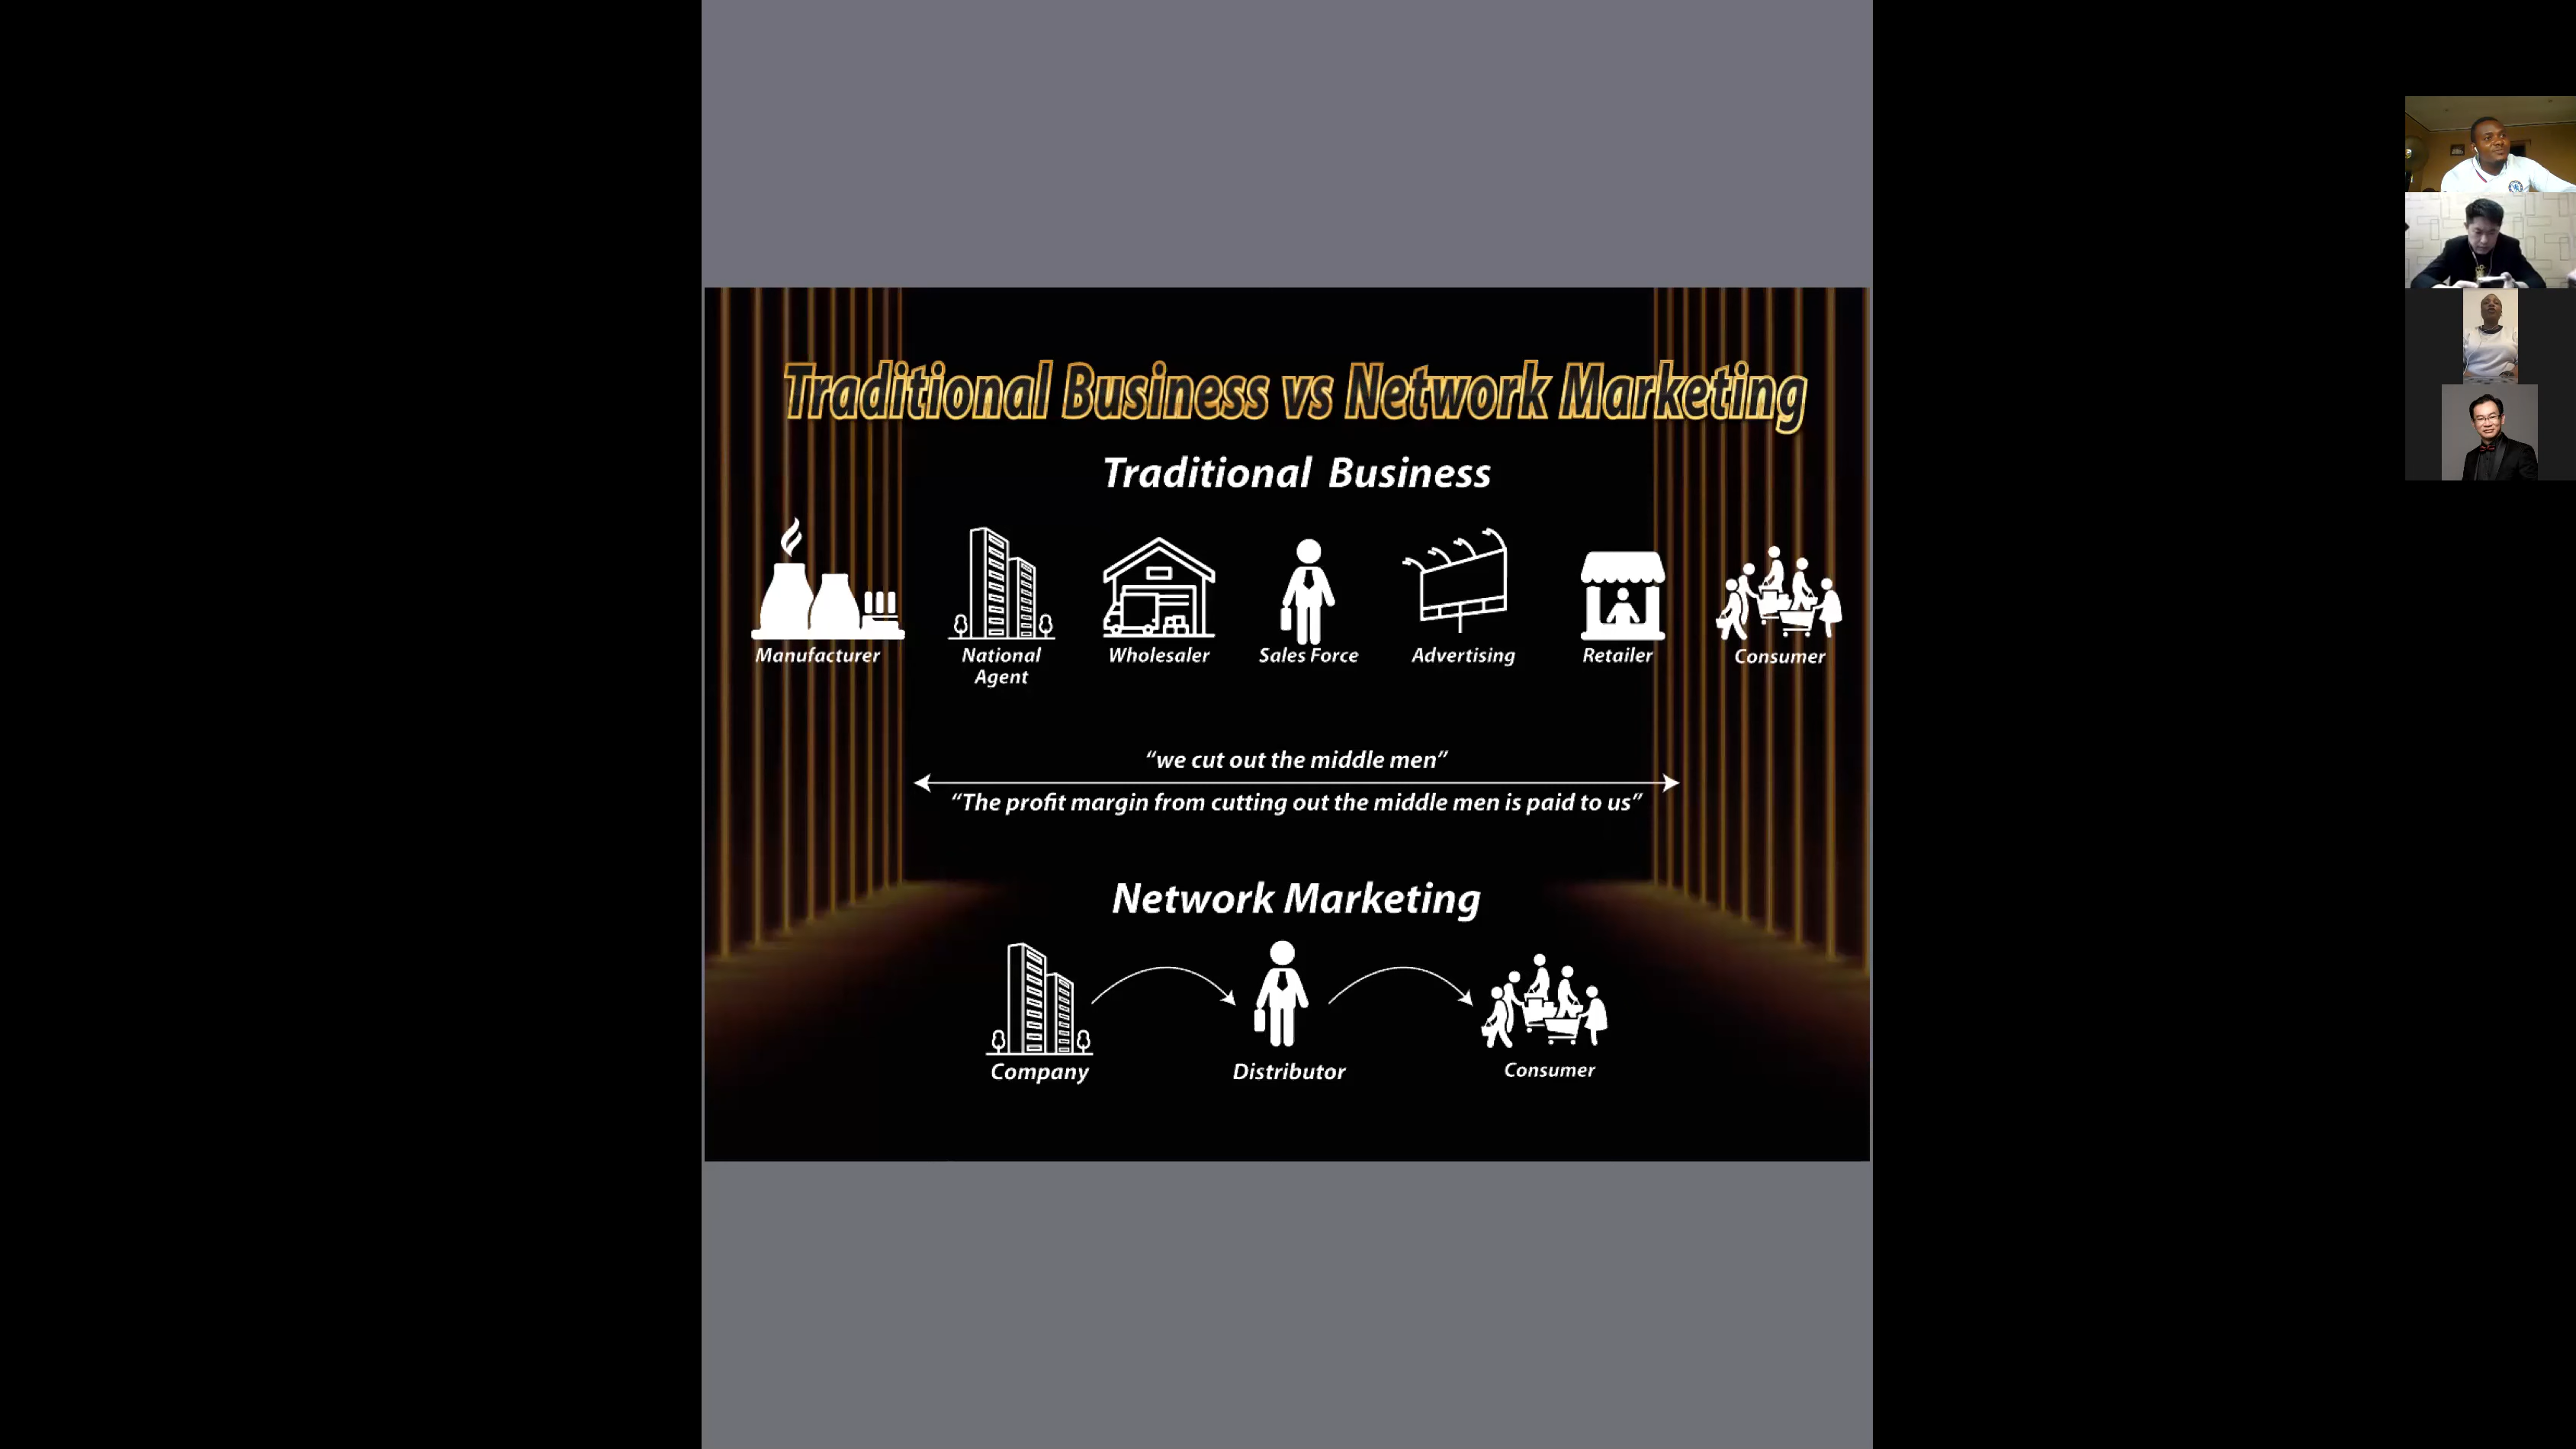 Traditional Business vs Network Marketing
Traditional Business
Manufacturer
National
Agent
Wholesaler
Sales Force
Advertising
Retailer
Consumer
“we cut out the middle men”
“The profit margin from cutting out the middle men is paid to us”
Network Marketing
Company
Distributor
Consumer